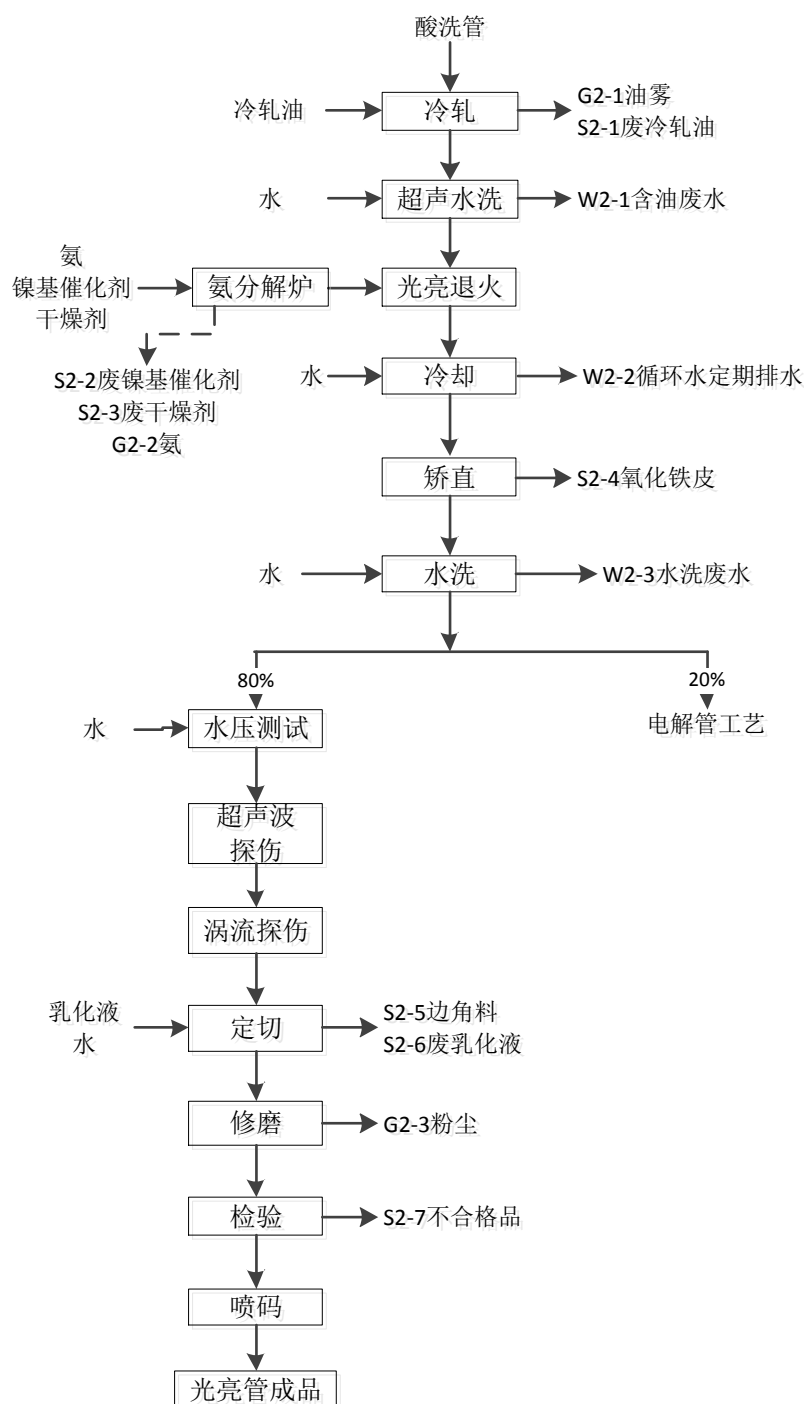 酸洗管
冷轧油
冷轧
G2-1油雾
S2-1废冷轧油
水
超声水洗
W2-1含油废水
氨
镍基催化剂
干燥剂
氨分解炉
光亮退火
S2-2废镍基催化剂
S2-3废干燥剂
G2-2氨
水
冷却
W2-2循环水定期排水
矫直
S2-4氧化铁皮
水
水洗
W2-3水洗废水
80%
20%
水
水压测试
电解管工艺
超声波
探伤
涡流探伤
乳化液
水
定切
S2-5边角料
S2-6废乳化液
修磨
G2-3粉尘
检验
S2-7不合格品
喷码
光亮管成品